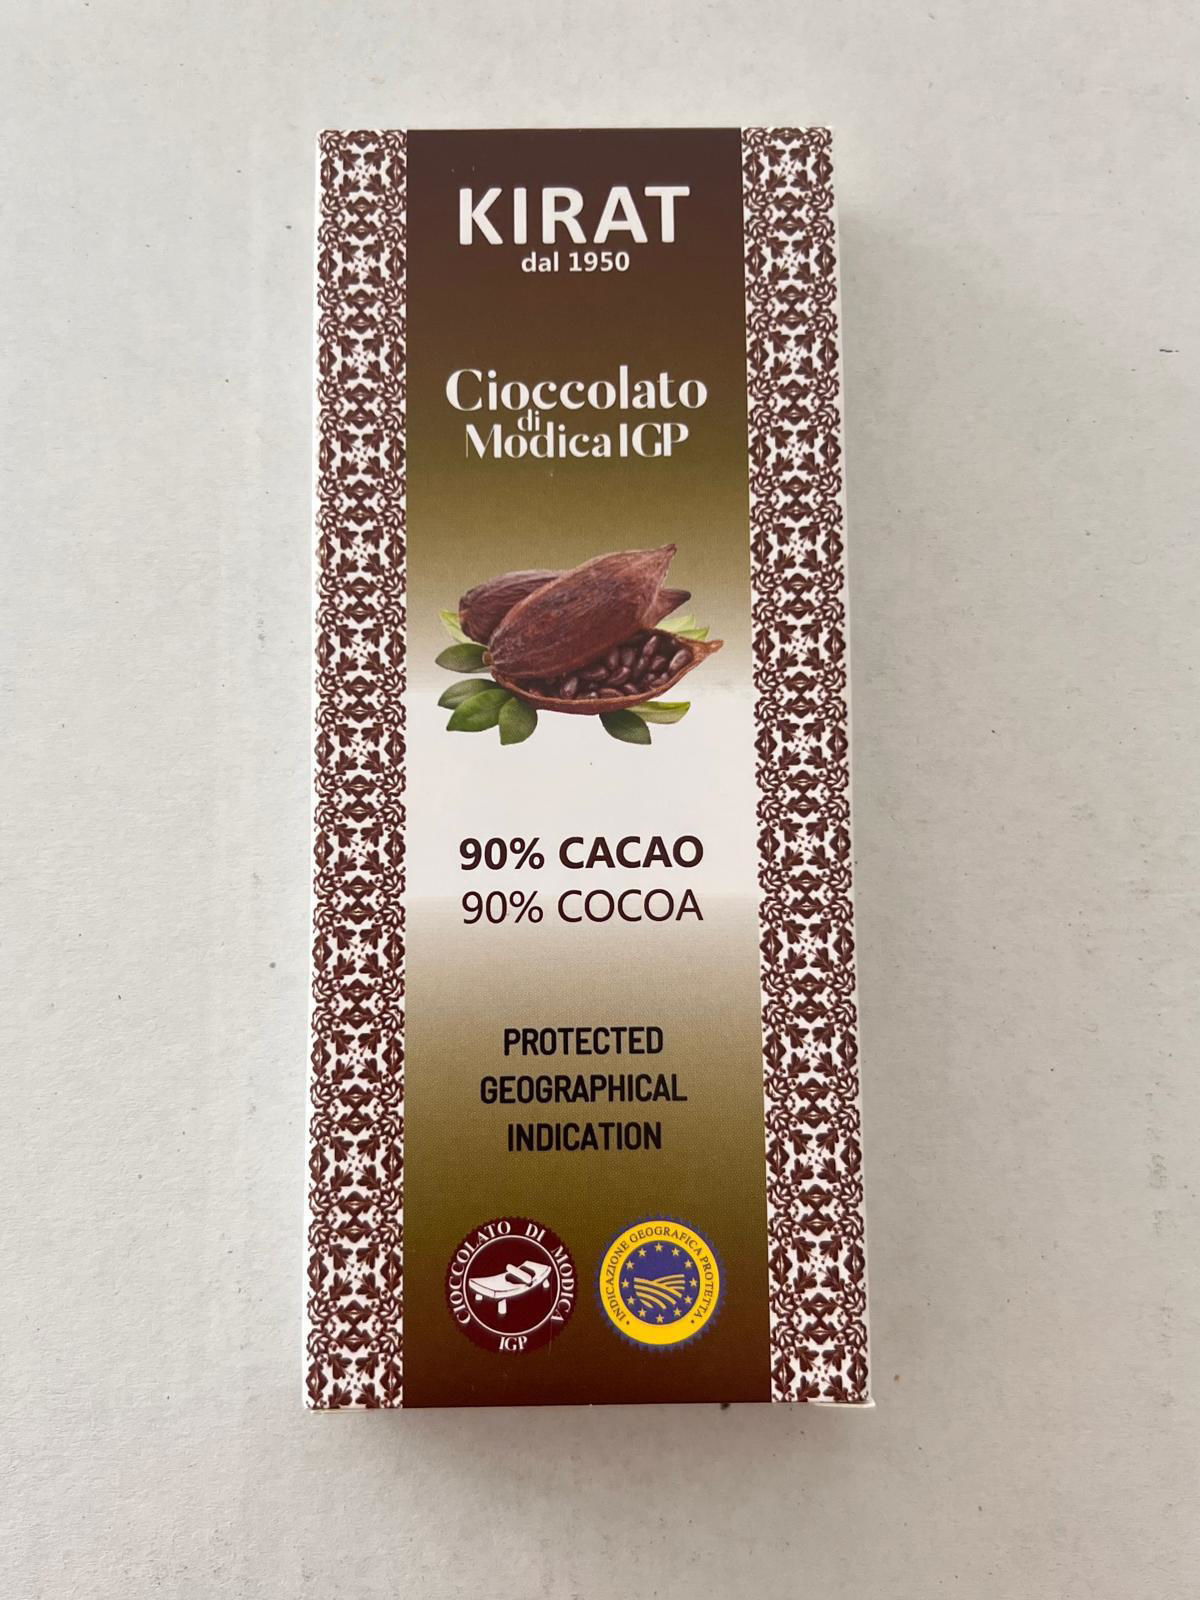 KIRAT
dal 1950
Cioccolato
di
Modica IGP
90% CACAO
90% COCOA
PROTECTED
GEOGRAPHICAL
INDICATION
CIOCCOLATO DI MODICA
IGP
INDICAZIONE GEOGRAFICA PROTETTA